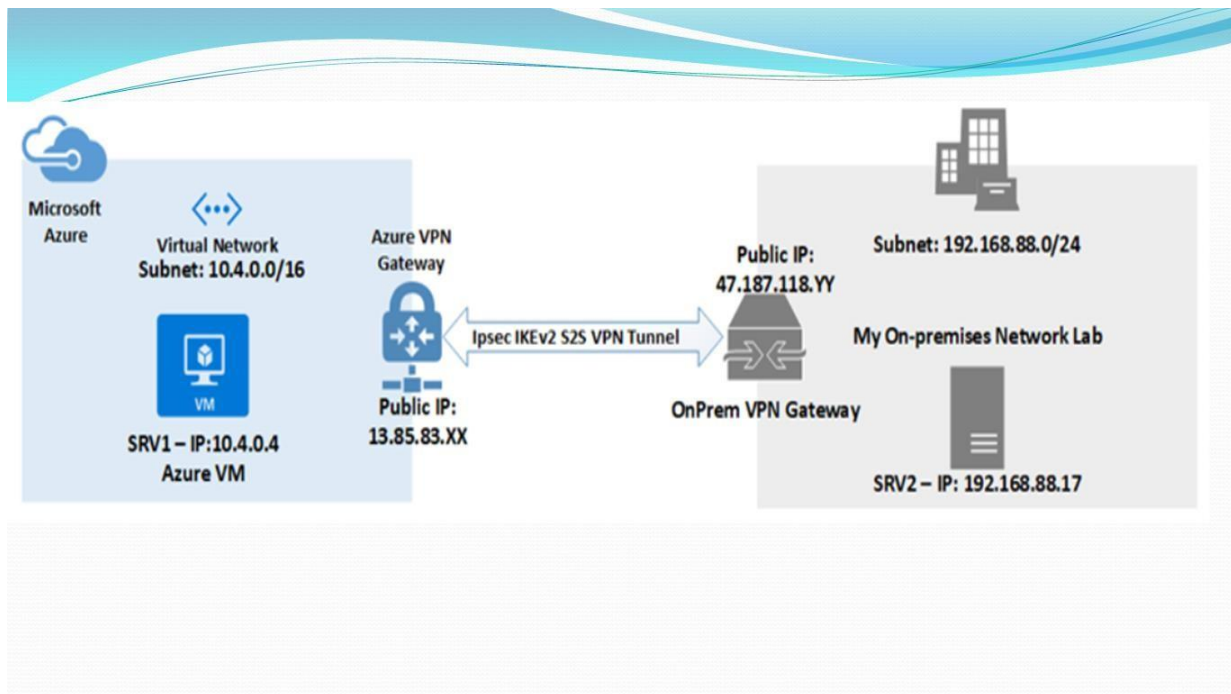 Microsoft
Azure
Virtual Network
Subnet: 10.4.0.0/16
VM
SRV1 – IP:10.4.0.4
Azure VM
Azure VPN
Gateway
Public IP:
13.85.83.XX
Ipsec IKEv2 S2S VPN Tunnel
Public IP:
47.187.118.YY
OnPrem VPN Gateway
Subnet: 192.168.88.0/24
My On-premises Network Lab
SRV2 – IP: 192.168.88.17